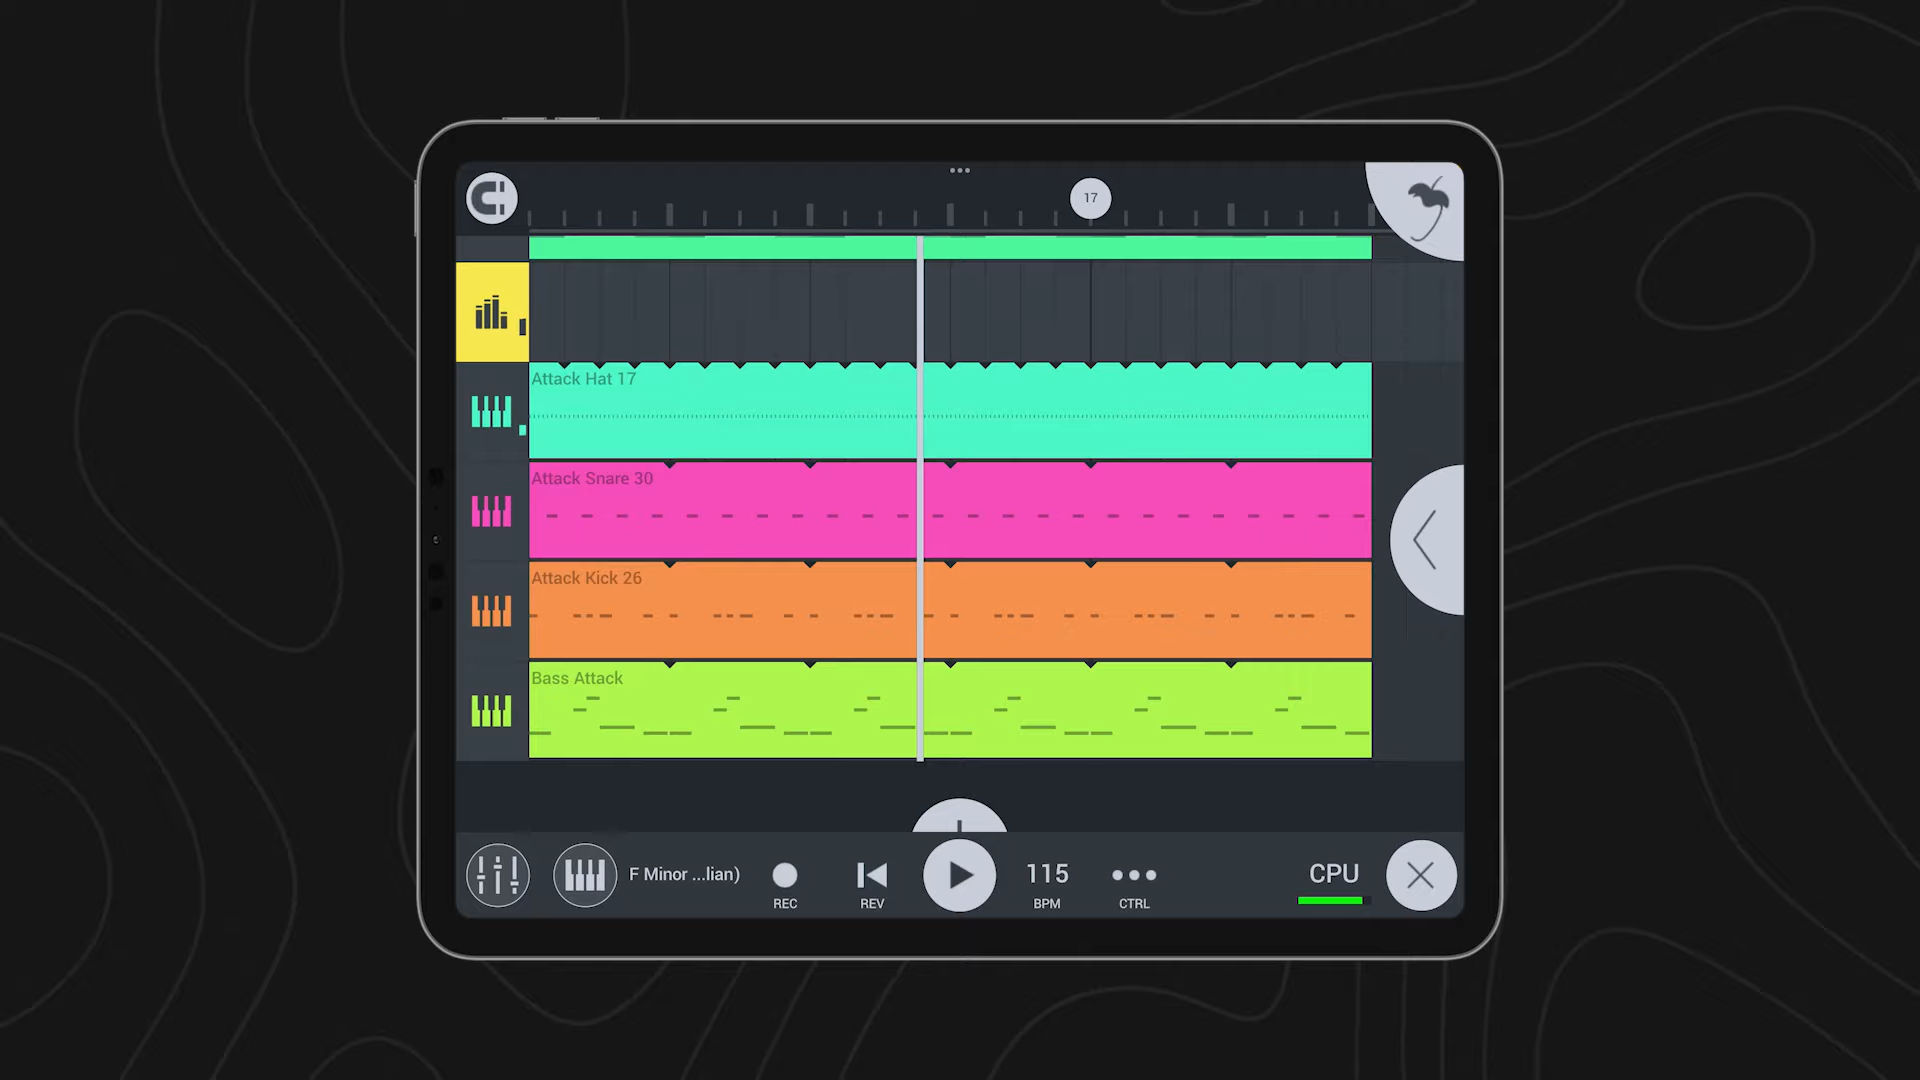 17
Attack Hat 17
Attack Snare 30
Attack Kick 26
Bass Attack
F Minor ...lian)
REC
REV
115
BPM
CTRL
CPU